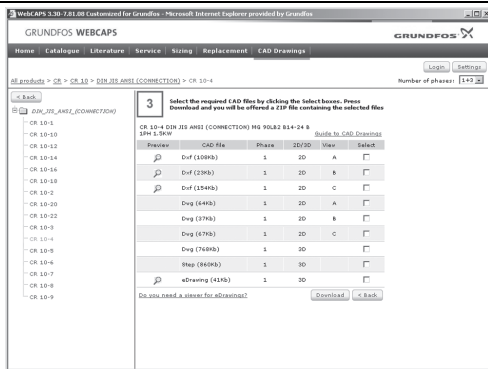 WebCAPS 3.30-7.01.08 Customized for Grundfos - Microsoft Internet Explorer provided by Grundfos
GRUNDFOS WEBCAPS
GRUNDFOS
Home Catalogue Literature Service Sizing Replacement CAD Drawings
Login Settings
All products > CR > CR 10 > DIN JIS ANSI (CONNECTION) > CR 10-4
Number of phases: 1+3
< Back
DIN_JIS_ANSI_(CONNECTION)
CR 10-1
CR 10-10
CR 10-12
CR 10-14
CR 10-16
CR 10-18
CR 10-2
CR 10-20
CR 10-22
CR 10-3
CR 10-4
CR 10-5
CR 10-6
CR 10-7
CR 10-8
CR 10-9
3
Select the required CAD files by clicking the Select boxes. Press
Download and you will be offered a ZIP file containing the selected files
CR 10-4 DIN JIS ANSI (CONNECTION) MG 90LB2 B14-24 B
1PH 1.5KW
Guide to CAD Drawings
Preview CAD file Phase 2D/3D View Select
Dxf (108Kb) 1 2D A
Dxf (23Kb) 1 2D B
Dxf (154Kb) 1 2D C
Dwg (64Kb) 1 2D A
Dwg (37Kb) 1 2D B
Dwg (67Kb) 1 2D C
Dwg (768Kb) 1 3D
Step (860Kb) 1 3D
eDrawing (41Kb) 1 3D
Do you need a viewer for eDrawings?
Download < Back